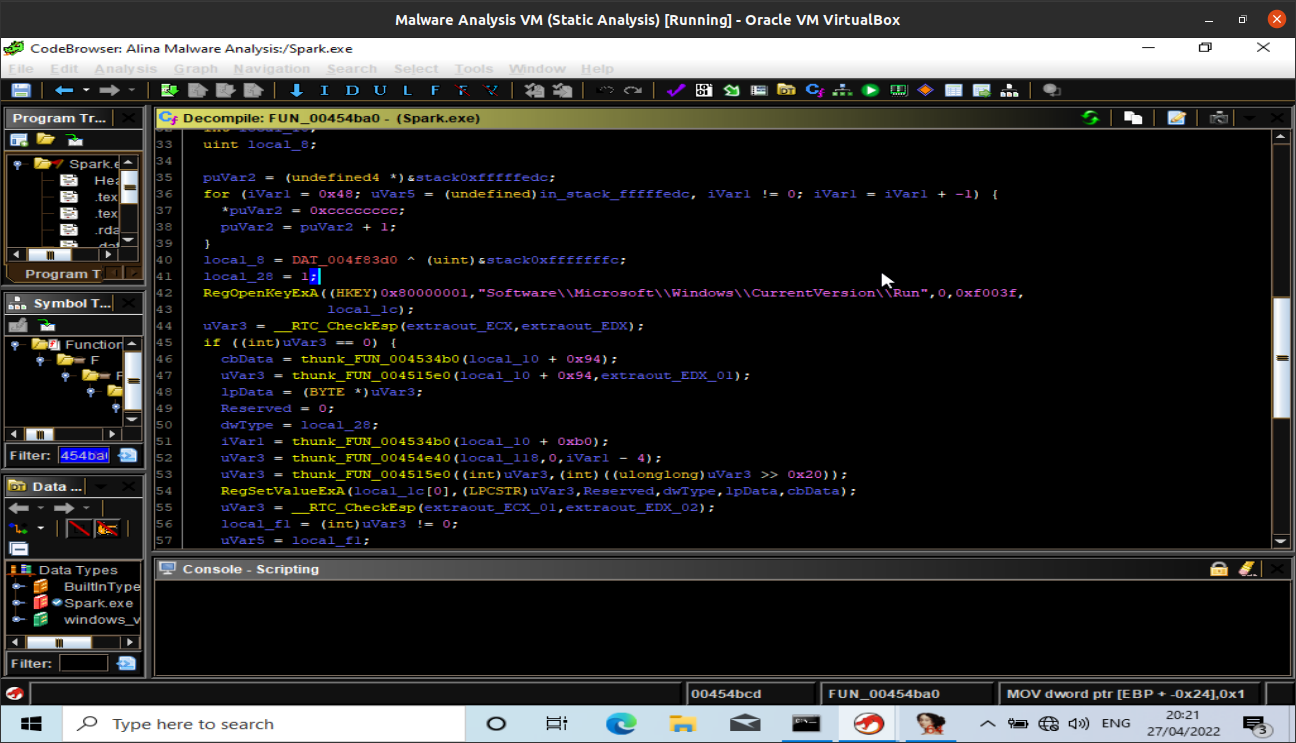 Malware Analysis VM (Static Analysis) [Running] - Oracle VM VirtualBox
CodeBrowser: Alina Malware Analysis:/Spark.exe
File Edit Analysis Graph Navigation Search Select Tools Window Help
I D U L F
Program Tr...
Spark.e
Hea
.tex
.tex
.rda
Program T
Symbol T...
Function
F
F
Filter: 454ba
Data ...
Data Types
BuiltInType
Spark.exe
windows_v
Filter:
Decompile: FUN_00454ba0 - (Spark.exe)
33 uint local_8;
34
35 puVar2 = (undefined4 *)&stack0xfffffedc;
36 for (iVar1 = 0x48; uVar5 = (undefined)in_stack_fffffedc, iVar1 != 0; iVar1 = iVar1 + -1) {
37 *puVar2 = 0xcccccccc;
38 puVar2 = puVar2 + 1;
39 }
40 local_8 = DAT_004f83d0 ^ (uint)&stack0xfffffffc;
41 local_28 = 1;
42 RegOpenKeyExA((HKEY)0x80000001,"Software\\Microsoft\\Windows\\CurrentVersion\\Run",0,0xf003f,
43 local_1c);
44 uVar3 = __RTC_CheckEsp(extraout_ECX,extraout_EDX);
45 if ((int)uVar3 == 0) {
46 cbData = thunk_FUN_004534b0(local_10 + 0x94);
47 uVar3 = thunk_FUN_004515e0(local_10 + 0x94,extraout_EDX_01);
48 lpData = (BYTE *)uVar3;
49 Reserved = 0;
50 dwType = local_28;
51 iVar1 = thunk_FUN_004534b0(local_10 + 0xb0);
52 uVar3 = thunk_FUN_00454e40(local_118,0,iVar1 - 4);
53 uVar3 = thunk_FUN_004515e0((int)uVar3,(int)((ulonglong)uVar3 >> 0x20));
54 RegSetValueExA(local_1c[0],(LPCSTR)uVar3,Reserved,dwType,lpData,cbData);
55 uVar3 = __RTC_CheckEsp(extraout_ECX_01,extraout_EDX_02);
56 local_f1 = (int)uVar3 != 0;
57 uVar5 = local_f1;
Console - Scripting
00454bcd
FUN_00454ba0
MOV dword ptr [EBP + -0x24],0x1
Type here to search
ENG
20:21
27/04/2022
3